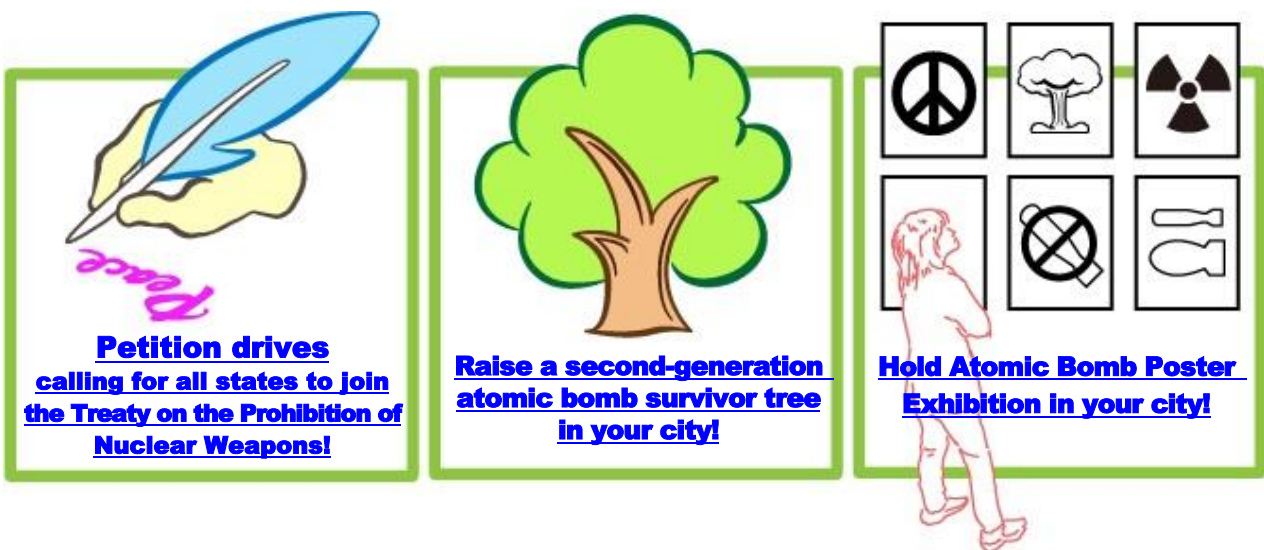 Peace
Petition drives
calling for all states to join
the Treaty on the Prohibition of
Nuclear Weapons!
Raise a second-generation
atomic bomb survivor tree
in your city!
Hold Atomic Bomb Poster
Exhibition in your city!